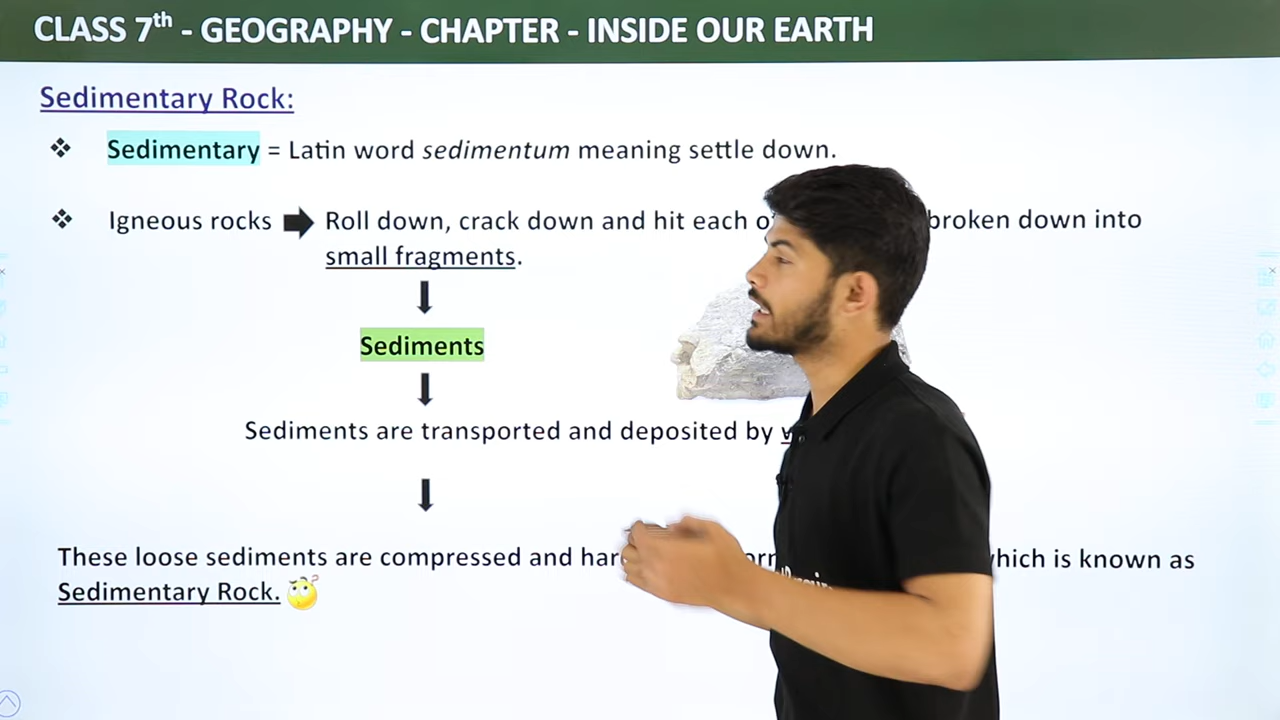 CLASS 7th - GEOGRAPHY - CHAPTER - INSIDE OUR EARTH
Sedimentary Rock:
❖ Sedimentary = Latin word sedimentum meaning settle down.
❖ Igneous rocks ➡ Roll down, crack down and hit each broken down into
small fragments.
Sediments
Sediments are transported and deposited by
These loose sediments are compressed and which is known as
Sedimentary Rock.